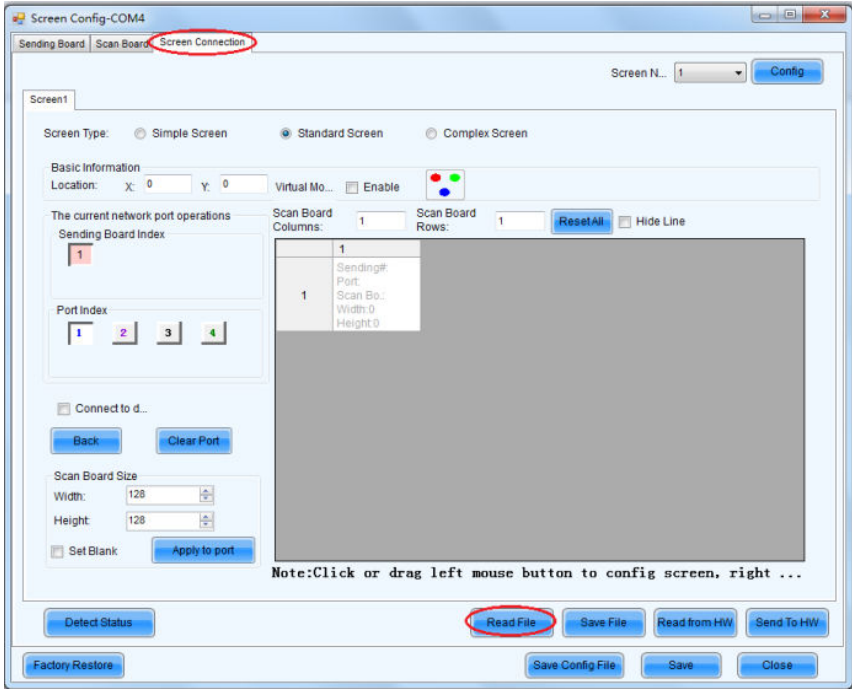 Screen Config-COM4
Sending Board Scan Board Screen Connection
Screen N... 1 Config
Screen1
Screen Type: Simple Screen Standard Screen Complex Screen
Basic Information
Location: X: 0 Y: 0 Virtual Mo... Enable
The current network port operations
Sending Board Index
1
Scan Board Columns: 1 Scan Board Rows: 1 Reset All Hide Line
1
1
Sending#:
Port:
Scan Bo.:
Width:0
Height:0
Port Index
1 2 3 4
Connect to d...
Back Clear Port
Scan Board Size
Width: 128
Height: 128
Set Blank Apply to port
Note:Click or drag left mouse button to config screen, right ...
Detect Status Read File Save File Read from HW Send To HW
Factory Restore Save Config File Save Close